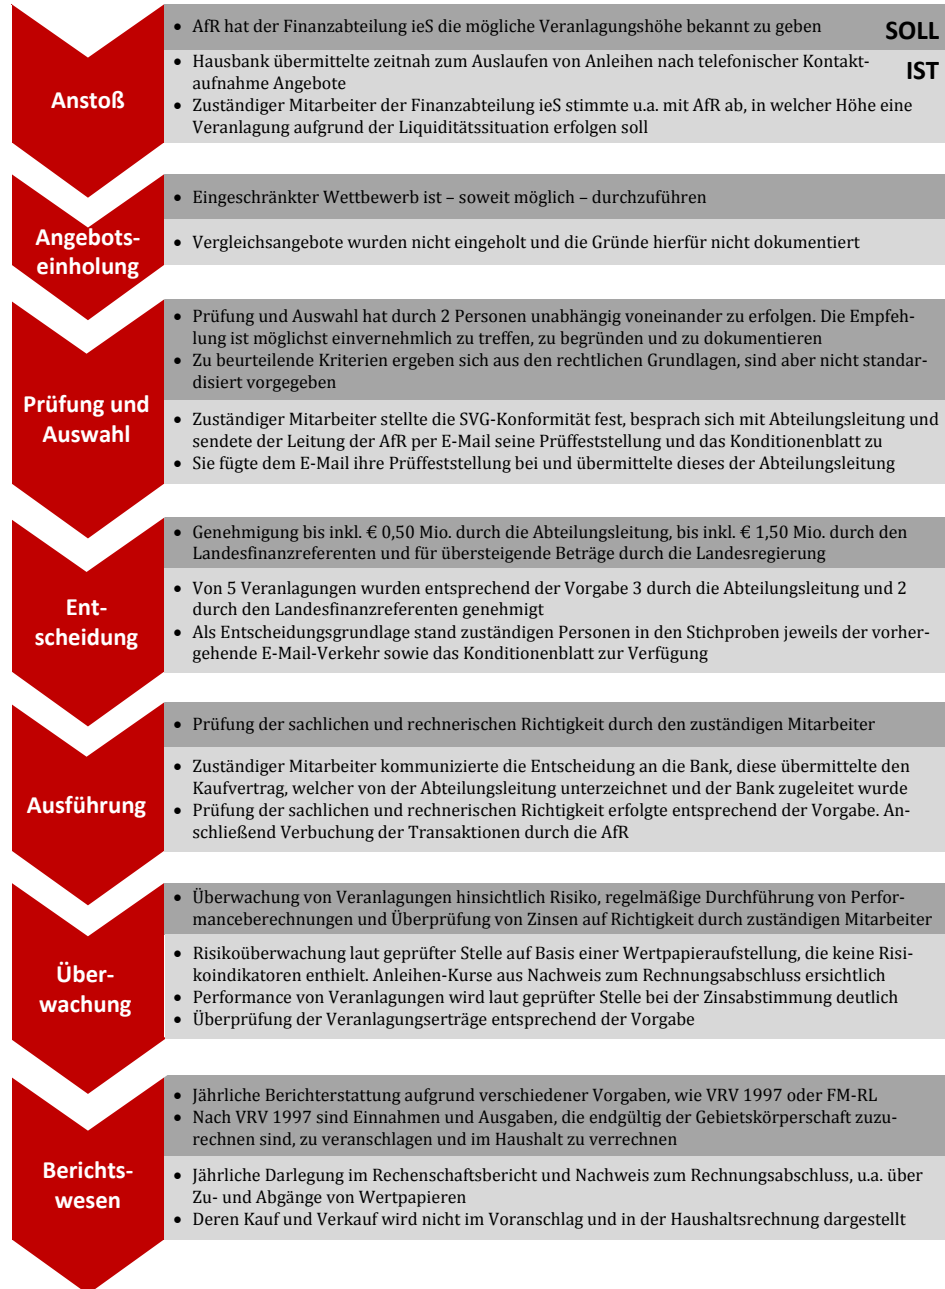 • AfR hat der Finanzabteilung ieS die mögliche Veranlagungshöhe bekannt zu geben
SOLL
Anstoß
• Hausbank übermittelte zeitnah zum Auslaufen von Anleihen nach telefonischer Kontakt-
aufnahme Angebote
IST
• Zuständiger Mitarbeiter der Finanzabteilung ieS stimmte u.a. mit AfR ab, in welcher Höhe eine
Veranlagung aufgrund der Liquiditätssituation erfolgen soll
Angebots-
einholung
• Eingeschränkter Wettbewerb ist – soweit möglich – durchzuführen
• Vergleichsangebote wurden nicht eingeholt und die Gründe hierfür nicht dokumentiert
Prüfung und
Auswahl
• Prüfung und Auswahl hat durch 2 Personen unabhängig voneinander zu erfolgen. Die Empfeh-
lung ist möglichst einvernehmlich zu treffen, zu begründen und zu dokumentieren
• Zu beurteilende Kriterien ergeben sich aus den rechtlichen Grundlagen, sind aber nicht standar-
disiert vorgegeben
• Zuständiger Mitarbeiter stellte die SVG-Konformität fest, besprach sich mit Abteilungsleitung und
sendete der Leitung der AfR per E-Mail seine Prüffeststellung und das Konditionenblatt zu
• Sie fügte dem E-Mail ihre Prüffeststellung bei und übermittelte dieses der Abteilungsleitung
Ent-
scheidung
• Genehmigung bis inkl. € 0,50 Mio. durch die Abteilungsleitung, bis inkl. € 1,50 Mio. durch den
Landesfinanzreferenten und für übersteigende Beträge durch die Landesregierung
• Von 5 Veranlagungen wurden entsprechend der Vorgabe 3 durch die Abteilungsleitung und 2
durch den Landesfinanzreferenten genehmigt
• Als Entscheidungsgrundlage stand zuständigen Personen in den Stichproben jeweils der vorher-
gehende E-Mail-Verkehr sowie das Konditionenblatt zur Verfügung
Ausführung
• Prüfung der sachlichen und rechnerischen Richtigkeit durch den zuständigen Mitarbeiter
• Zuständiger Mitarbeiter kommunizierte die Entscheidung an die Bank, diese übermittelte den
Kaufvertrag, welcher von der Abteilungsleitung unterzeichnet und der Bank zugeleitet wurde
• Prüfung der sachlichen und rechnerischen Richtigkeit erfolgte entsprechend der Vorgabe. An-
schließend Verbuchung der Transaktionen durch die AfR
Über-
wachung
• Überwachung von Veranlagungen hinsichtlich Risiko, regelmäßige Durchführung von Perfor-
manceberechnungen und Überprüfung von Zinsen auf Richtigkeit durch zuständigen Mitarbeiter
• Risikoüberwachung laut geprüfter Stelle auf Basis einer Wertpapieraufstellung, die keine Risi-
koindikatoren enthielt. Anleihen-Kurse aus Nachweis zum Rechnungsabschluss ersichtlich
• Performance von Veranlagungen wird laut geprüfter Stelle bei der Zinsabstimmung deutlich
• Überprüfung der Veranlagungserträge entsprechend der Vorgabe
Berichts-
wesen
• Jährliche Berichterstattung aufgrund verschiedener Vorgaben, wie VRV 1997 oder FM-RL
• Nach VRV 1997 sind Einnahmen und Ausgaben, die endgültig der Gebietskörperschaft zuzu-
rechnen sind, zu veranschlagen und im Haushalt zu verrechnen
• Jährliche Darlegung im Rechenschaftsbericht und Nachweis zum Rechnungsabschluss, u.a. über
Zu- und Abgänge von Wertpapieren
• Deren Kauf und Verkauf wird nicht im Voranschlag und in der Haushaltsrechnung dargestellt